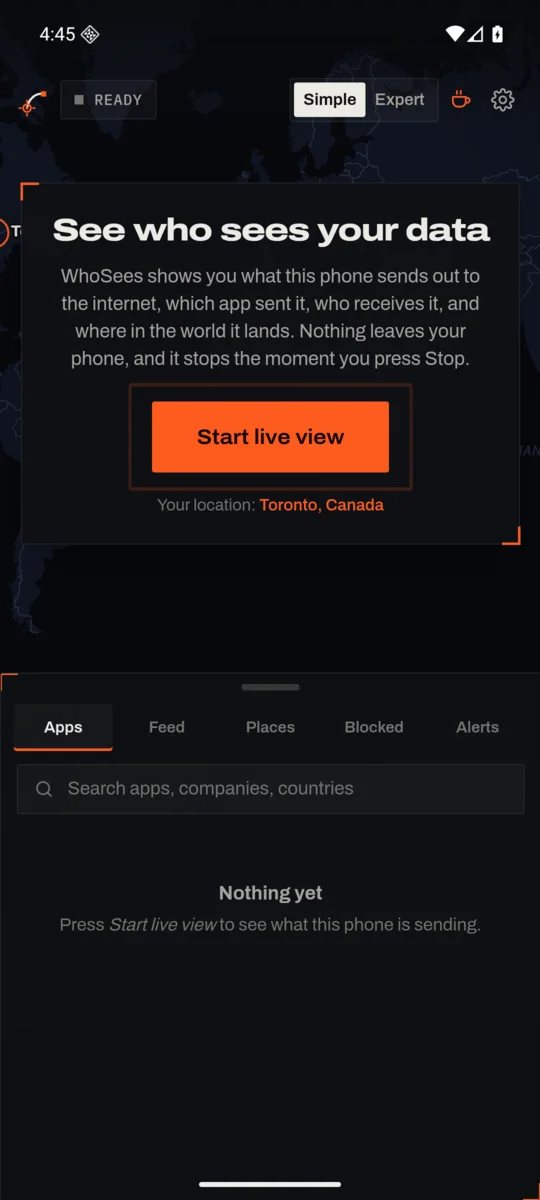 4:45
READY
Simple
Expert
See who sees your data
WhoSees shows you what this phone sends out to
the internet, which app sent it, who receives it, and
where in the world it lands. Nothing leaves your
phone, and it stops the moment you press Stop.
Start live view
Your location: Toronto, Canada
Apps
Feed
Places
Blocked
Alerts
Search apps, companies, countries
Nothing yet
Press Start live view to see what this phone is sending.